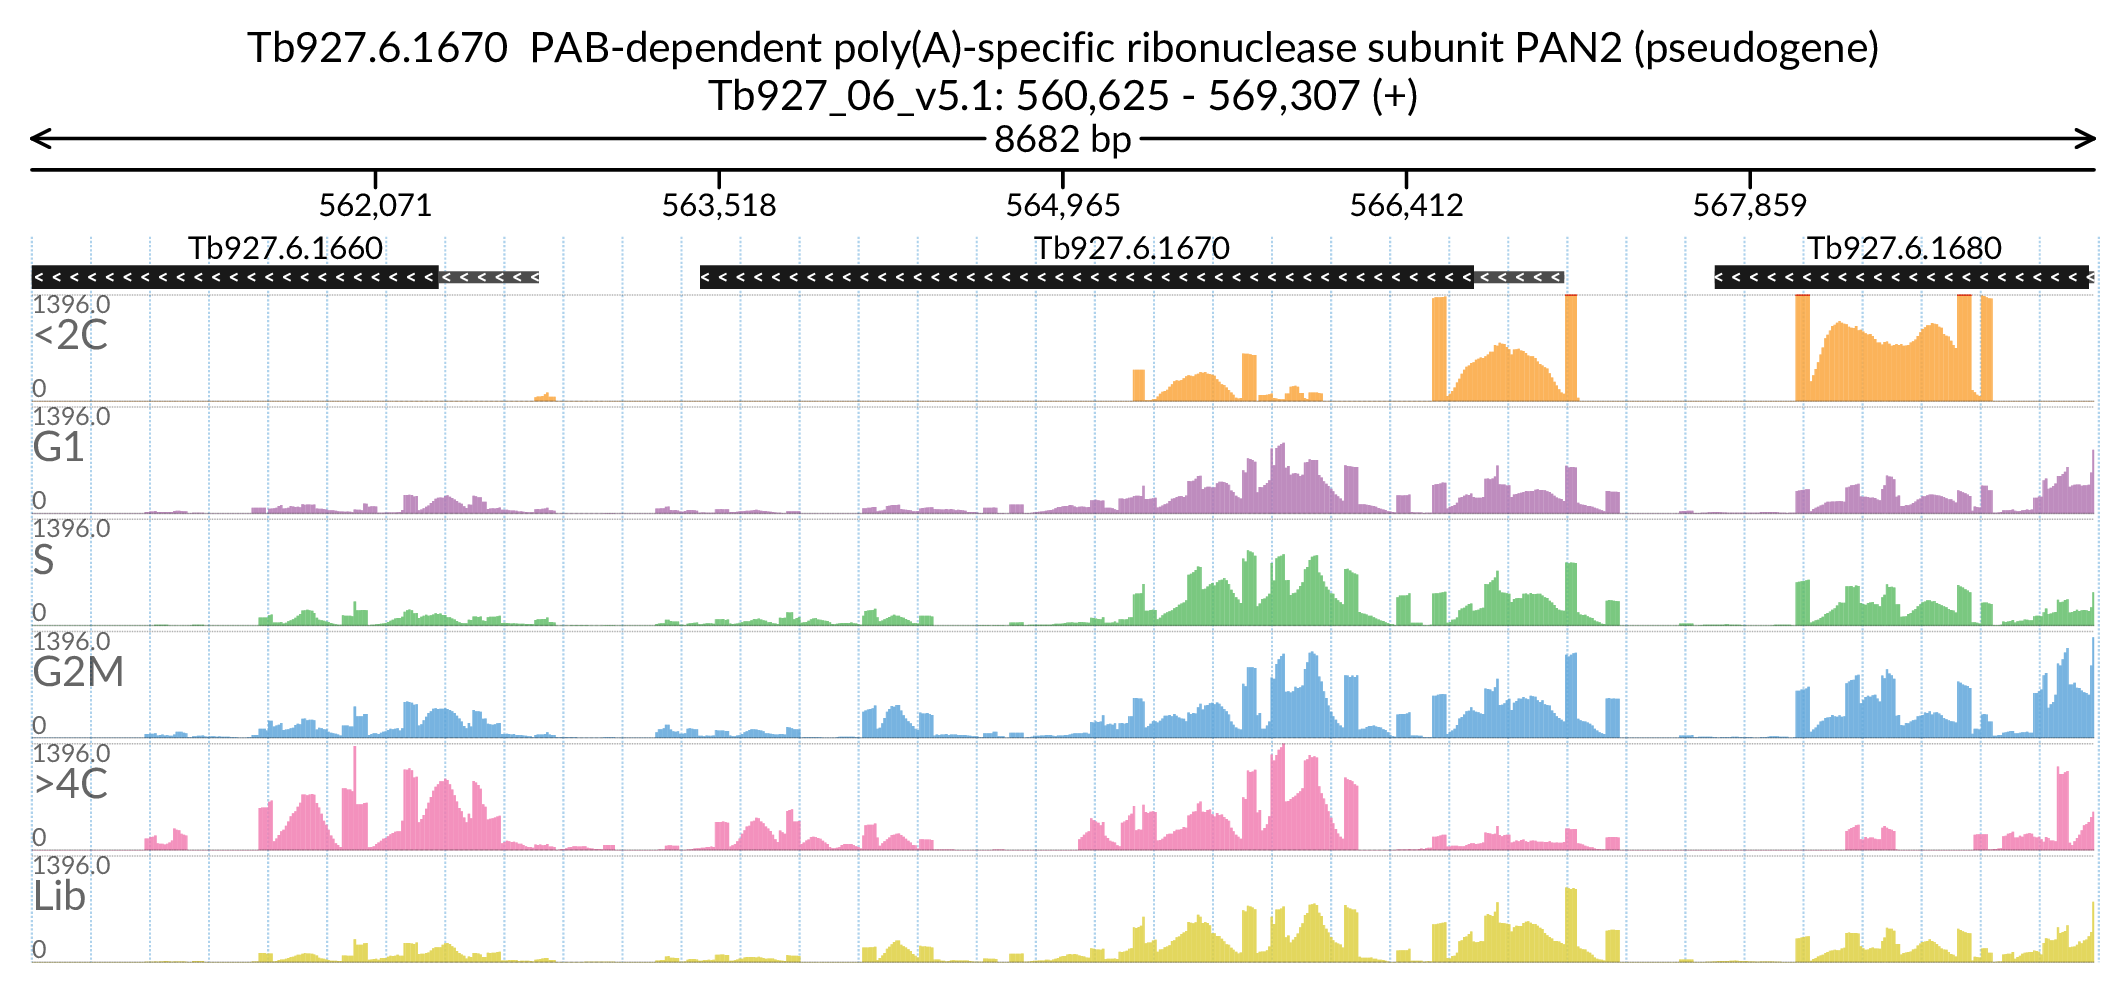 Tb927.6.1670 PAB-dependent poly(A)-specific ribonuclease subunit PAN2 (pseudogene)
Tb927_06_v5.1: 560,625 - 569,307 (+)
8682 bp
562,071 563,518 564,965 566,412 567,859
Tb927.6.1660 Tb927.6.1670 Tb927.6.1680
1396.0
<2C
0
1396.0
G1
0
1396.0
S
0
1396.0
G2M
0
1396.0
>4C
0
1396.0
Lib
0